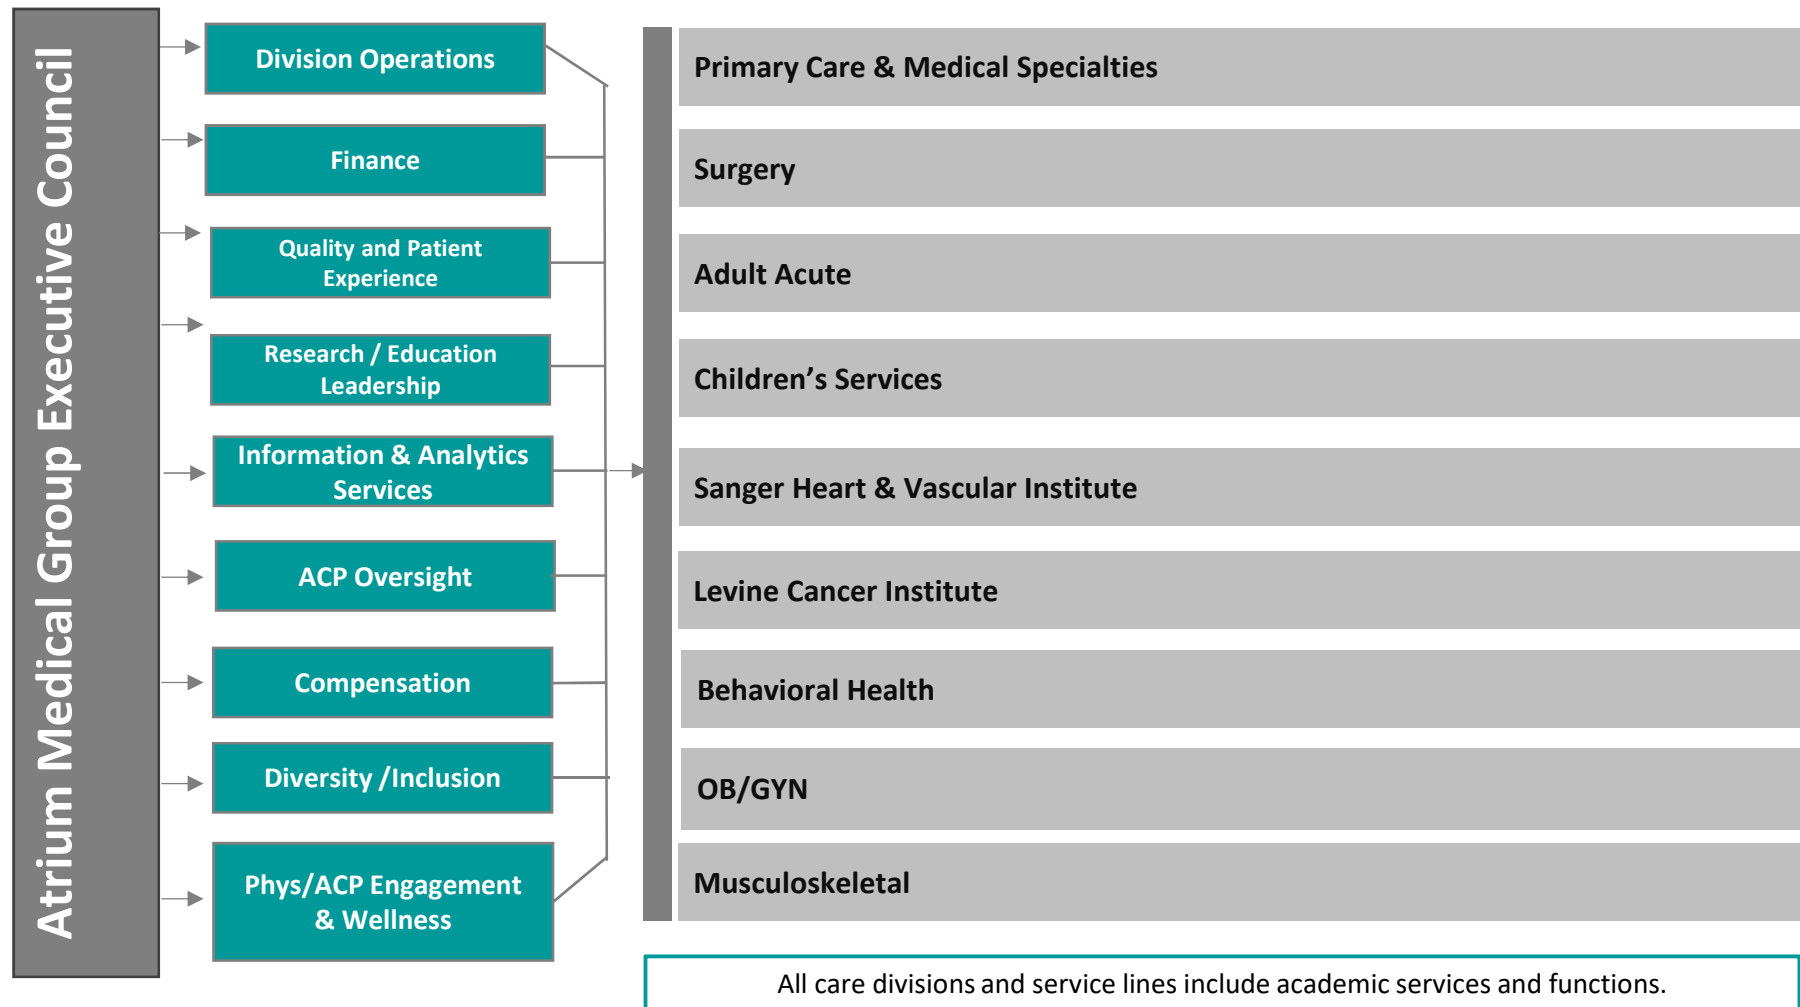 Atrium Medical Group Executive Council
Division Operations
Finance
Quality and Patient
Experience
Research / Education
Leadership
Information & Analytics
Services
ACP Oversight
Compensation
Diversity /Inclusion
Phys/ACP Engagement
& Wellness
Primary Care & Medical Specialties
Surgery
Adult Acute
Children’s Services
Sanger Heart & Vascular Institute
Levine Cancer Institute
Behavioral Health
OB/GYN
Musculoskeletal
All care divisions and service lines include academic services and functions.